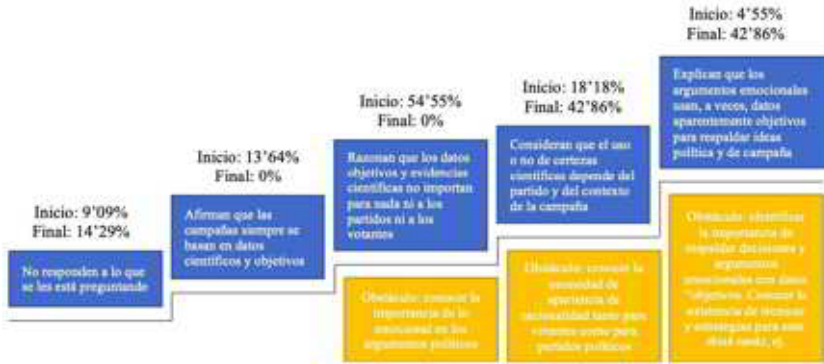 Inicio: 4’55%
Final: 42’86%
Explican que los
argumentos emocionales
usan, a veces, datos
aparentemente objetivos
para respaldar ideas
política y de campaña
Inicio: 18’18%
Final: 42’86%
Consideran que el uso
o no de certezas
científicas depende del
partido y del contexto
de la campaña
Inicio: 54’55%
Final: 0%
Razonan que los datos
objetivos y evidencias
científicas no importan
para nada ni a los
partidos ni a los
votantes
Inicio: 13’64%
Final: 0%
Afirman que las
campañas siempre se
basan en datos
científicos y objetivos
Inicio: 9’09%
Final: 14’29%
No responden a lo que
se les está preguntando
Obstáculo: conocer la
importancia de lo
emocional en los
argumentos políticos
Obstáculo: conocer la
necesidad de
apariencia de
racionalidad tanto para
votantes como para
partidos políticos
Obstáculo: identificar
la importancia de
respaldar decisiones y
argumentos
emocionales con datos
"objetivos. Conocer la
existencia de técnicas
y estrategias para esto